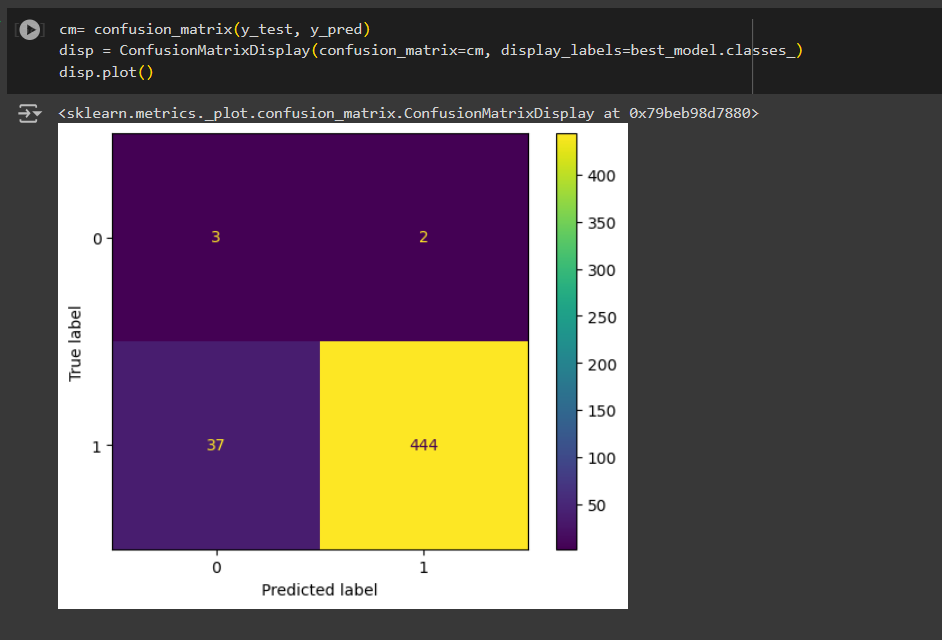 cm= confusion_matrix(y_test, y_pred)
disp = ConfusionMatrixDisplay(confusion_matrix=cm, display_labels=best_model.classes_)
disp.plot()
<sklearn.metrics._plot.confusion_matrix.ConfusionMatrixDisplay at 0x79beb98d7880>
400
350
300
250
200
150
100
50
True label
0
3
2
1
37
444
0
1
Predicted label